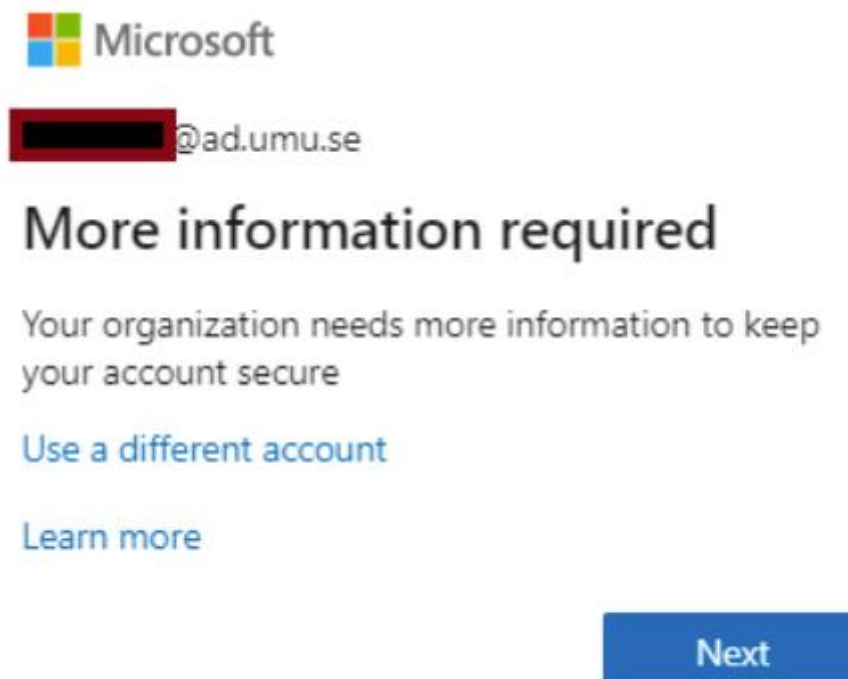 Microsoft
@ad.umu.se
More information required
Your organization needs more information to keep
your account secure
Use a different account
Learn more
Next